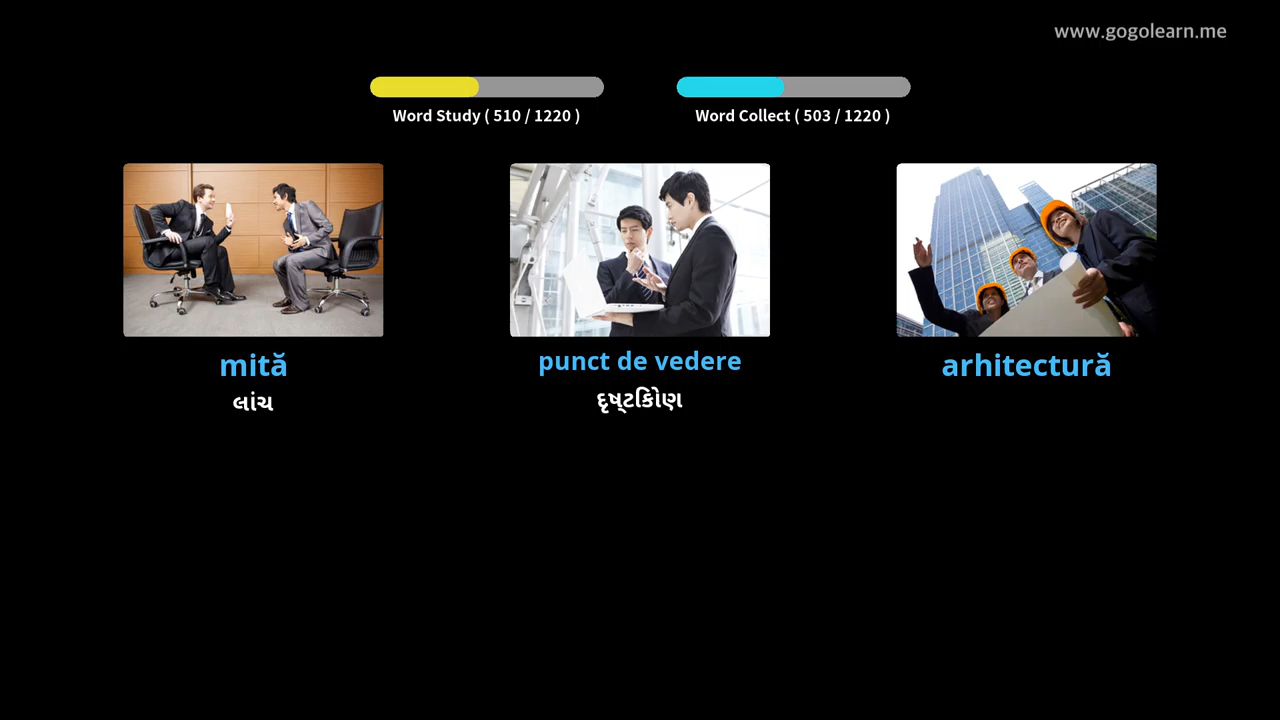 www.gogolearn.me
Word Study ( 510 / 1220 )
Word Collect ( 503 / 1220 )
mită
લાંચ
punct de vedere
દૃષ્ટિકોણ
arhitectură